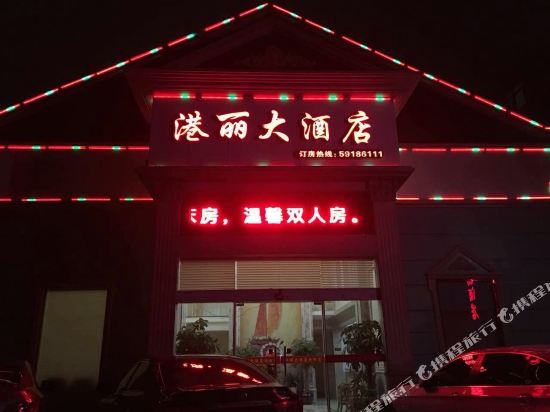 港丽大酒店
订房热线：59186111
床房，温馨双人房。
携程旅行
携程旅行